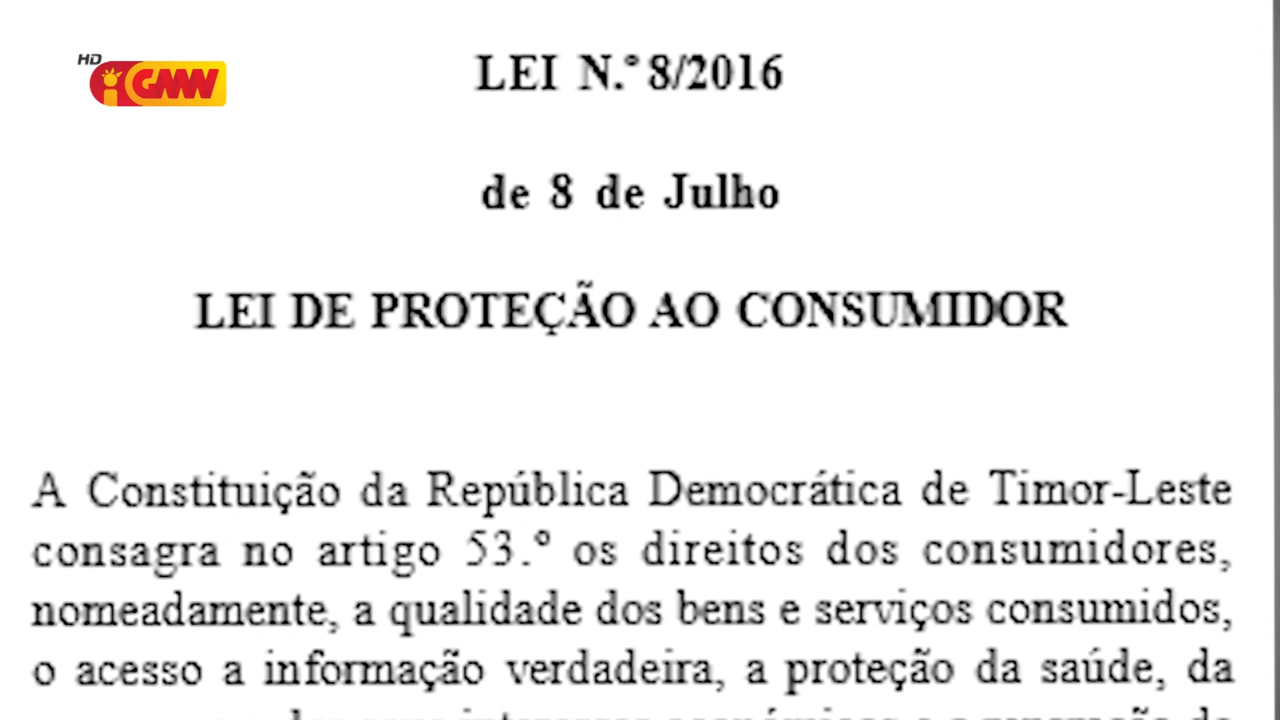 HD
GMN
LEI N.º 8/2016
de 8 de Julho
LEI DE PROTEÇÃO AO CONSUMIDOR
A Constituição da República Democrática de Timor-Leste
consagra no artigo 53.º os direitos dos consumidores,
nomeadamente, a qualidade dos bens e serviços consumidos,
o acesso a informação verdadeira, a proteção da saúde, da